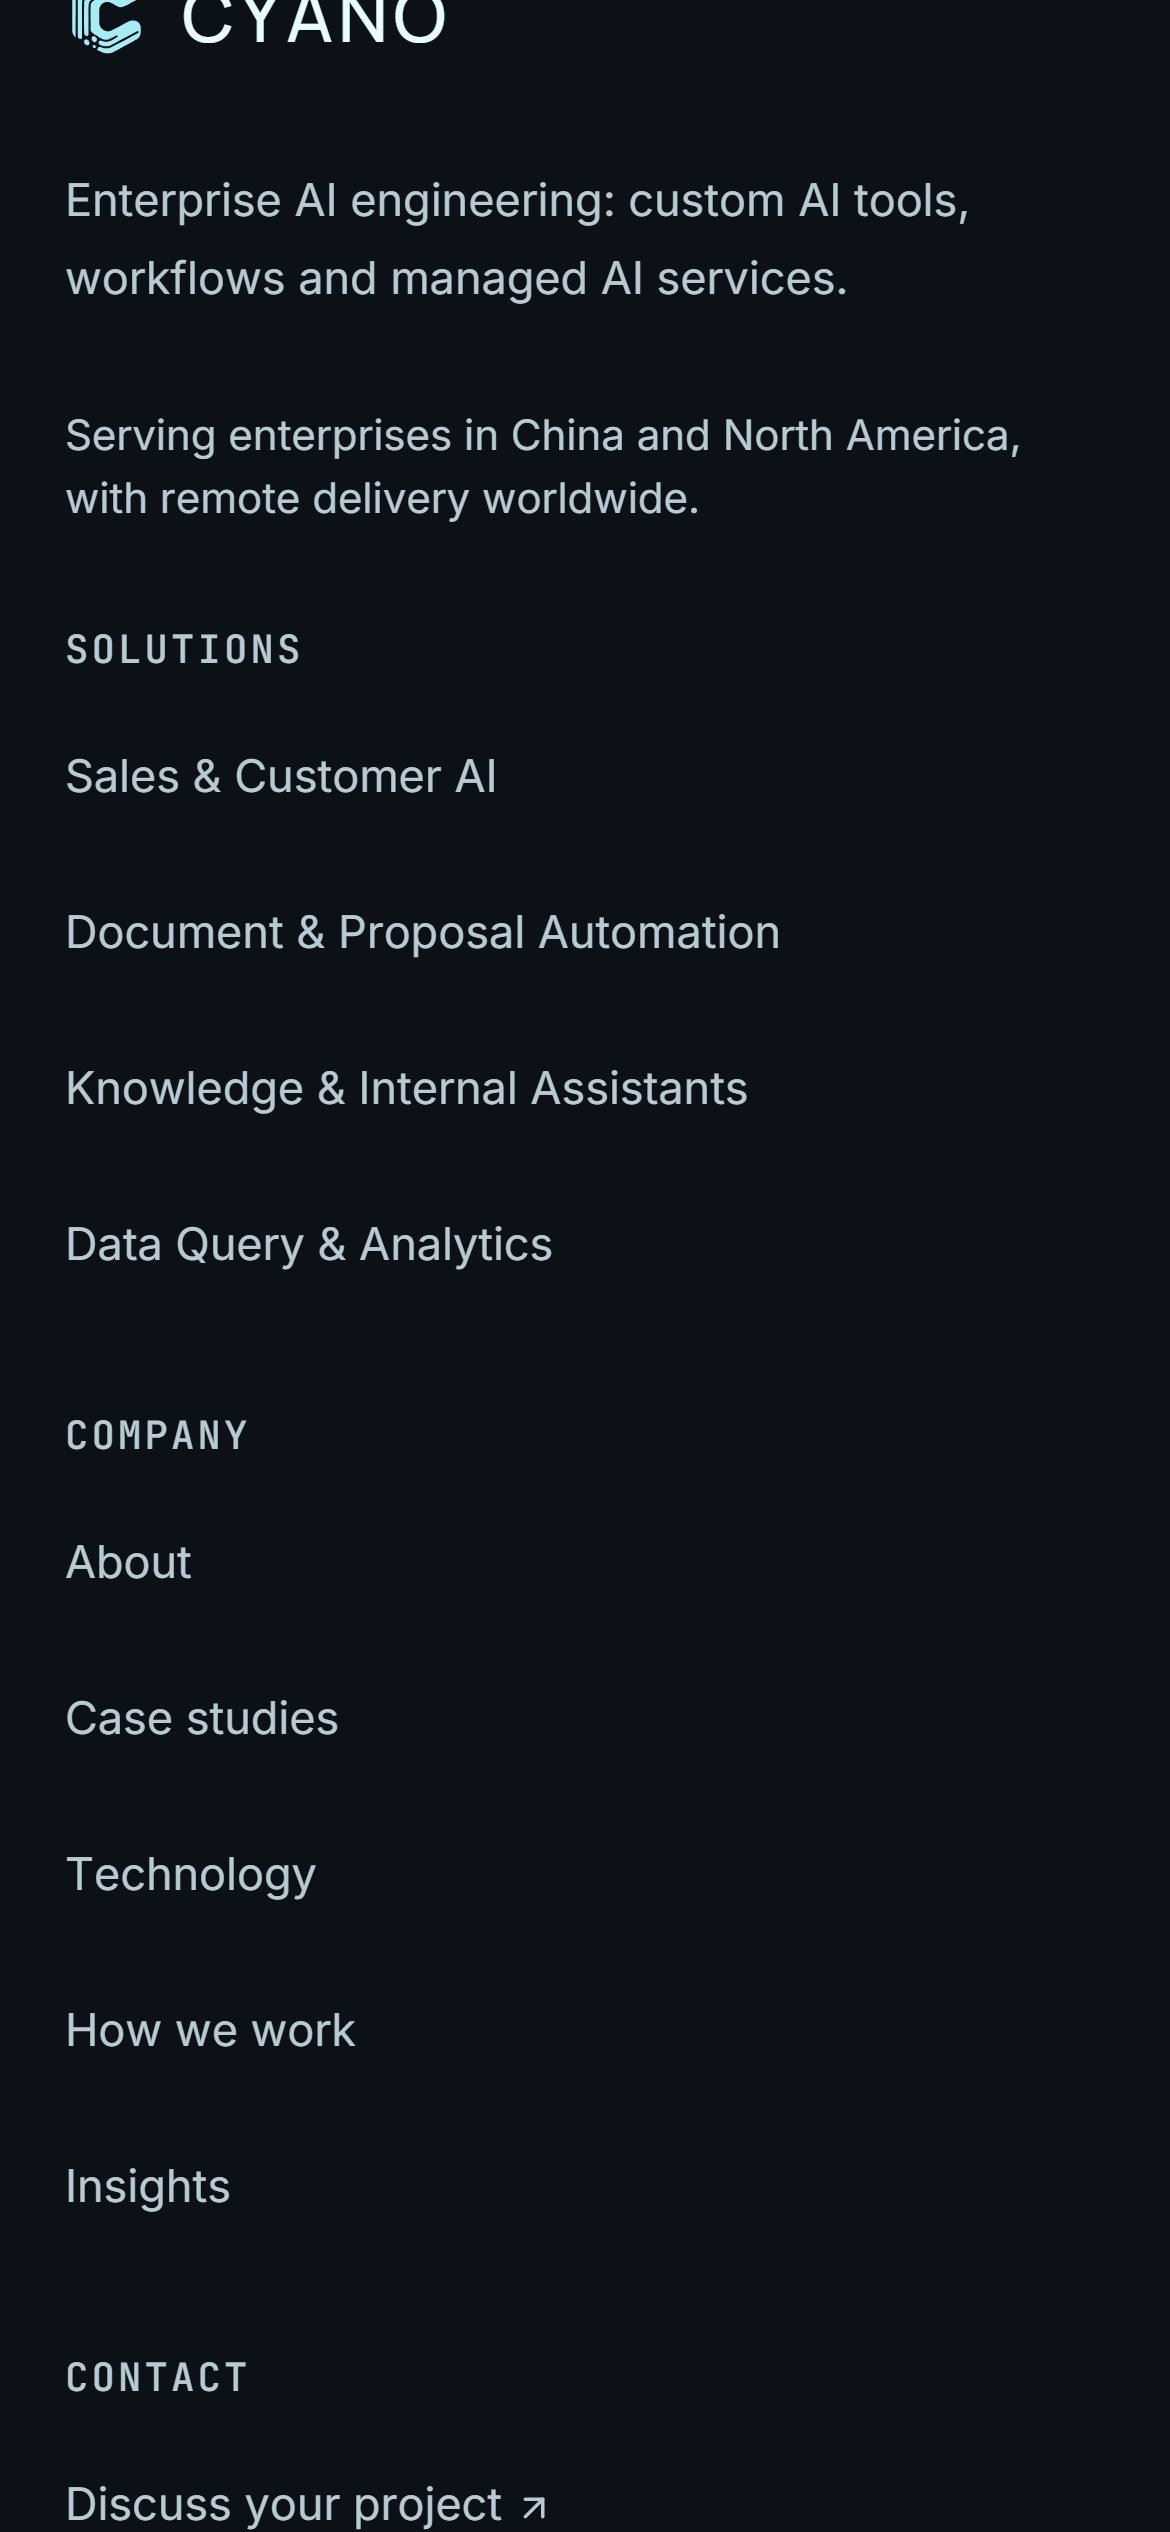 CYANO
Enterprise AI engineering: custom AI tools,
workflows and managed AI services.
Serving enterprises in China and North America,
with remote delivery worldwide.
SOLUTIONS
Sales & Customer AI
Document & Proposal Automation
Knowledge & Internal Assistants
Data Query & Analytics
COMPANY
About
Case studies
Technology
How we work
Insights
CONTACT
Discuss your project ↗